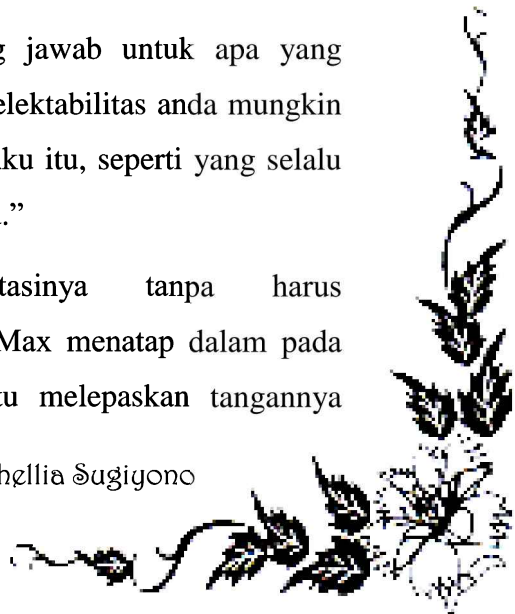 g jawab untuk apa yang
elektabilitas anda mungkin
ku itu, seperti yang selalu
.”
tasinya tanpa harus
Max menatap dalam pada
tu melepaskan tangannya
hellia Sugiyono